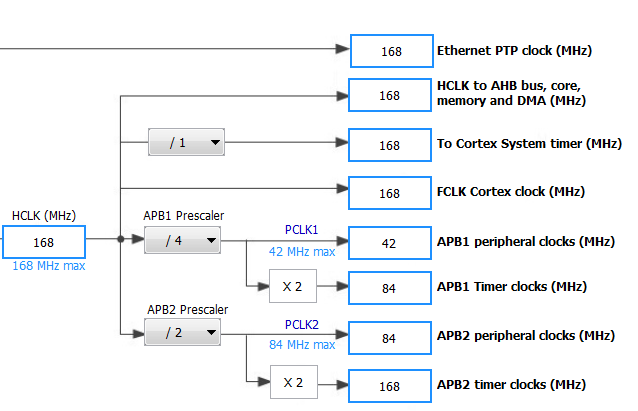 168
Ethernet PTP clock (MHz)
168
HCLK to AHB bus, core,
memory and DMA (MHz)
/ 1
168
To Cortex System timer (MHz)
168
FCLK Cortex clock (MHz)
HCLK (MHz)
168
168 MHz max
APB1 Prescaler
/ 4
PCLK1
42 MHz max
42
APB1 peripheral clocks (MHz)
X 2
84
APB1 Timer clocks (MHz)
APB2 Prescaler
/ 2
PCLK2
84 MHz max
84
APB2 peripheral clocks (MHz)
X 2
168
APB2 timer clocks (MHz)